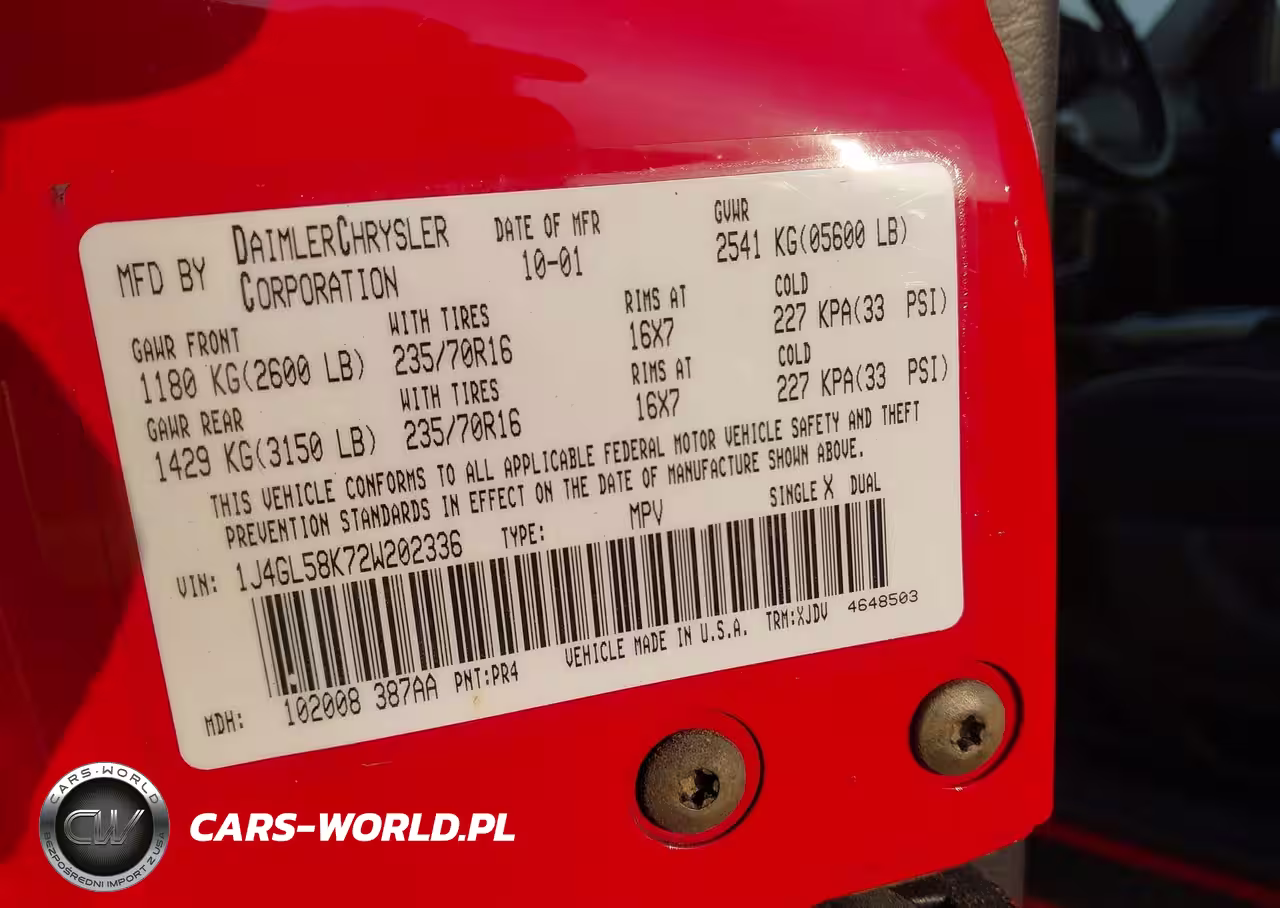 MFD BY DAIMLERCHRYSLER CORPORATION
DATE OF MFR
10-01
GVWR
2541 KG(05600 LB)
GAWR FRONT
1180 KG(2600 LB)
WITH TIRES
235/70R16
RIMS AT
16X7
COLD
227 KPA(33 PSI)
GAWR REAR
1429 KG(3150 LB)
WITH TIRES
235/70R16
RIMS AT
16X7
COLD
227 KPA(33 PSI)
THIS VEHICLE CONFORMS TO ALL APPLICABLE FEDERAL MOTOR VEHICLE SAFETY AND THEFT
PREVENTION STANDARDS IN EFFECT ON THE DATE OF MANUFACTURE SHOWN ABOVE.
VIN: 1J4GL58K72W202336 TYPE: MPV SINGLE X DUAL
MDH: 102008 387AA PNT:PR4 VEHICLE MADE IN U.S.A. TRM:XJDV 4648503
CARS-WORLD
CW
BEZPOŚREDNI IMPORT Z USA
CARS-WORLD.PL